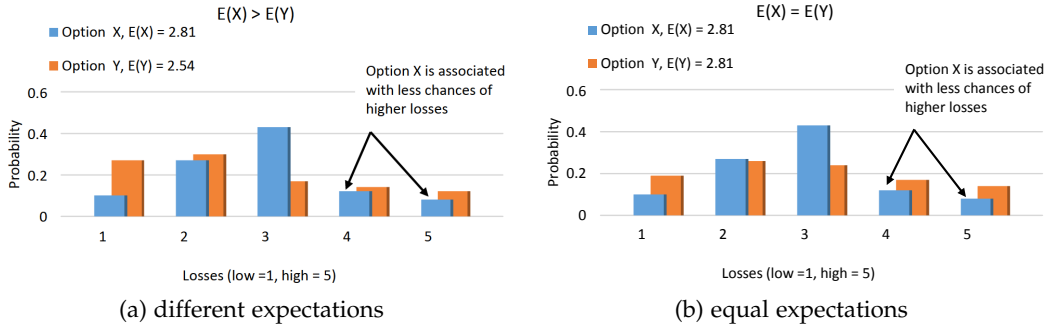 E(X) > E(Y)
Option X, E(X) = 2.81
Option Y, E(Y) = 2.54
Option X is associated
with less chances of
higher losses
Probability
0.6
0.4
0.2
0
1 2 3 4 5
Losses (low =1, high = 5)
(a) different expectations
E(X) = E(Y)
Option X, E(X) = 2.81
Option Y, E(Y) = 2.81
Option X is associated
with less chances of
higher losses
Probability
0.6
0.4
0.2
0
1 2 3 4 5
Losses (low =1, high = 5)
(b) equal expectations